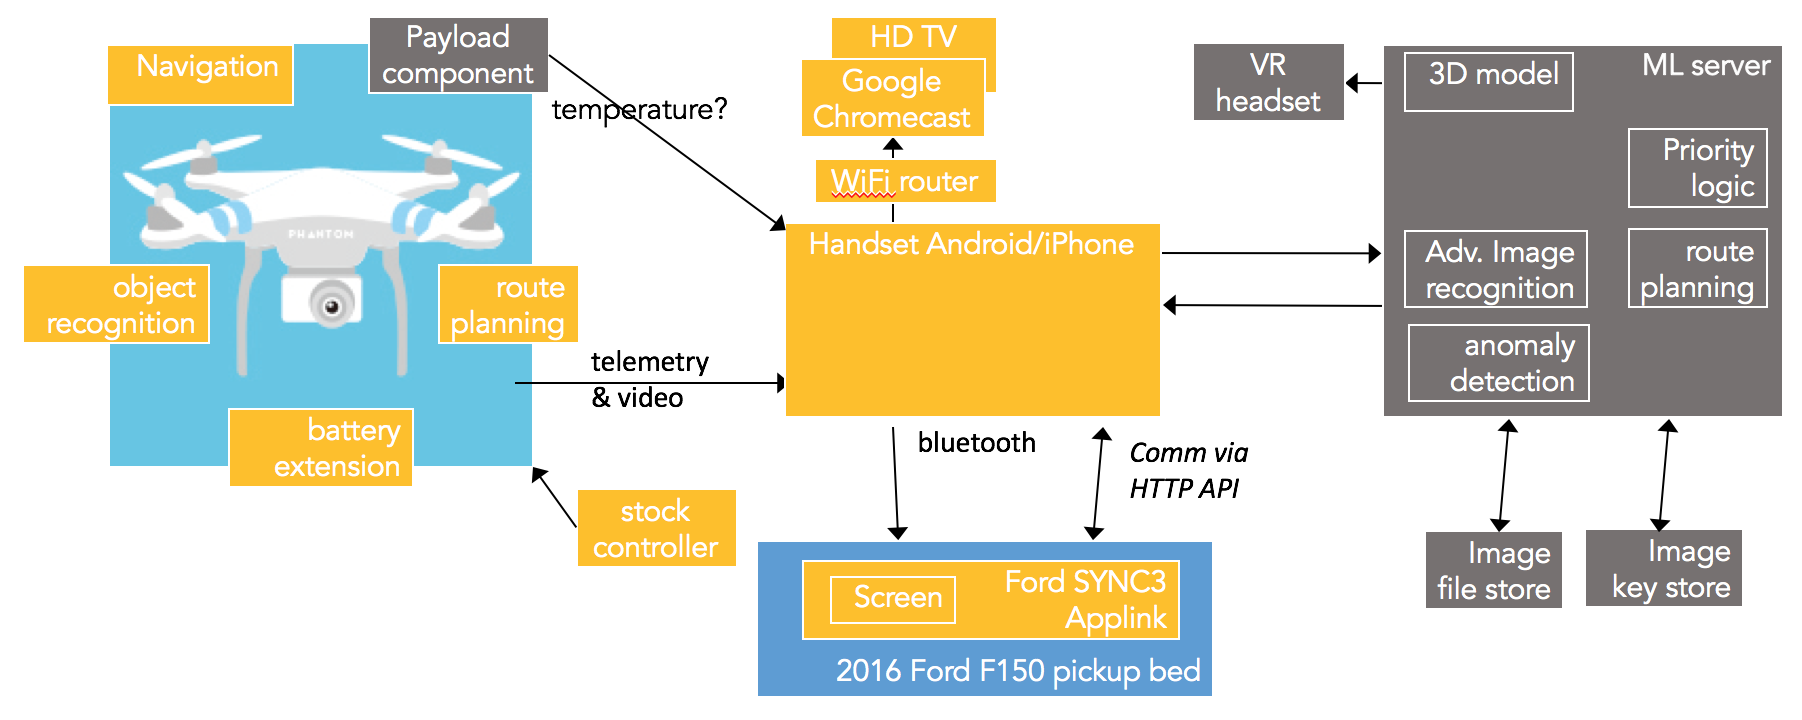 Navigation
Payload
component
temperature?
HD TV
Google
Chromecast
WiFi router
VR
headset
3D model
ML server
Priority
logic
PHANTOM
Handset Android/iPhone
Adv. Image
recognition
route
planning
object
recognition
route
planning
telemetry
& video
anomaly
detection
battery
extension
bluetooth
Comm via
HTTP API
stock
controller
Image
file store
Image
key store
Screen
Ford SYNC3
Applink
2016 Ford F150 pickup bed